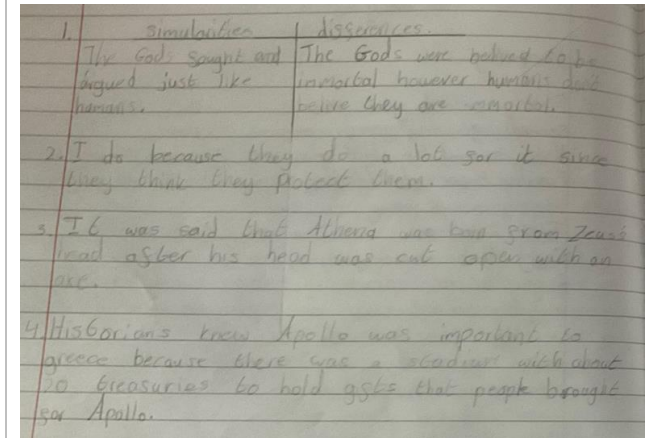 1. simularities differences.
The Gods fought and The Gods were belived to be
argued just like immortal however humans don't
humans. belive they are immortal.
2. I do because they do a lot for it since
they think they protect them.
3. It was said that Athena was born from Zeus's
head after his head was cut open with an
axe.
4. Historians knew Apollo was important to
greece because there was a stadium with about
20 treasuries to hold gifts that people brought
for Apollo.